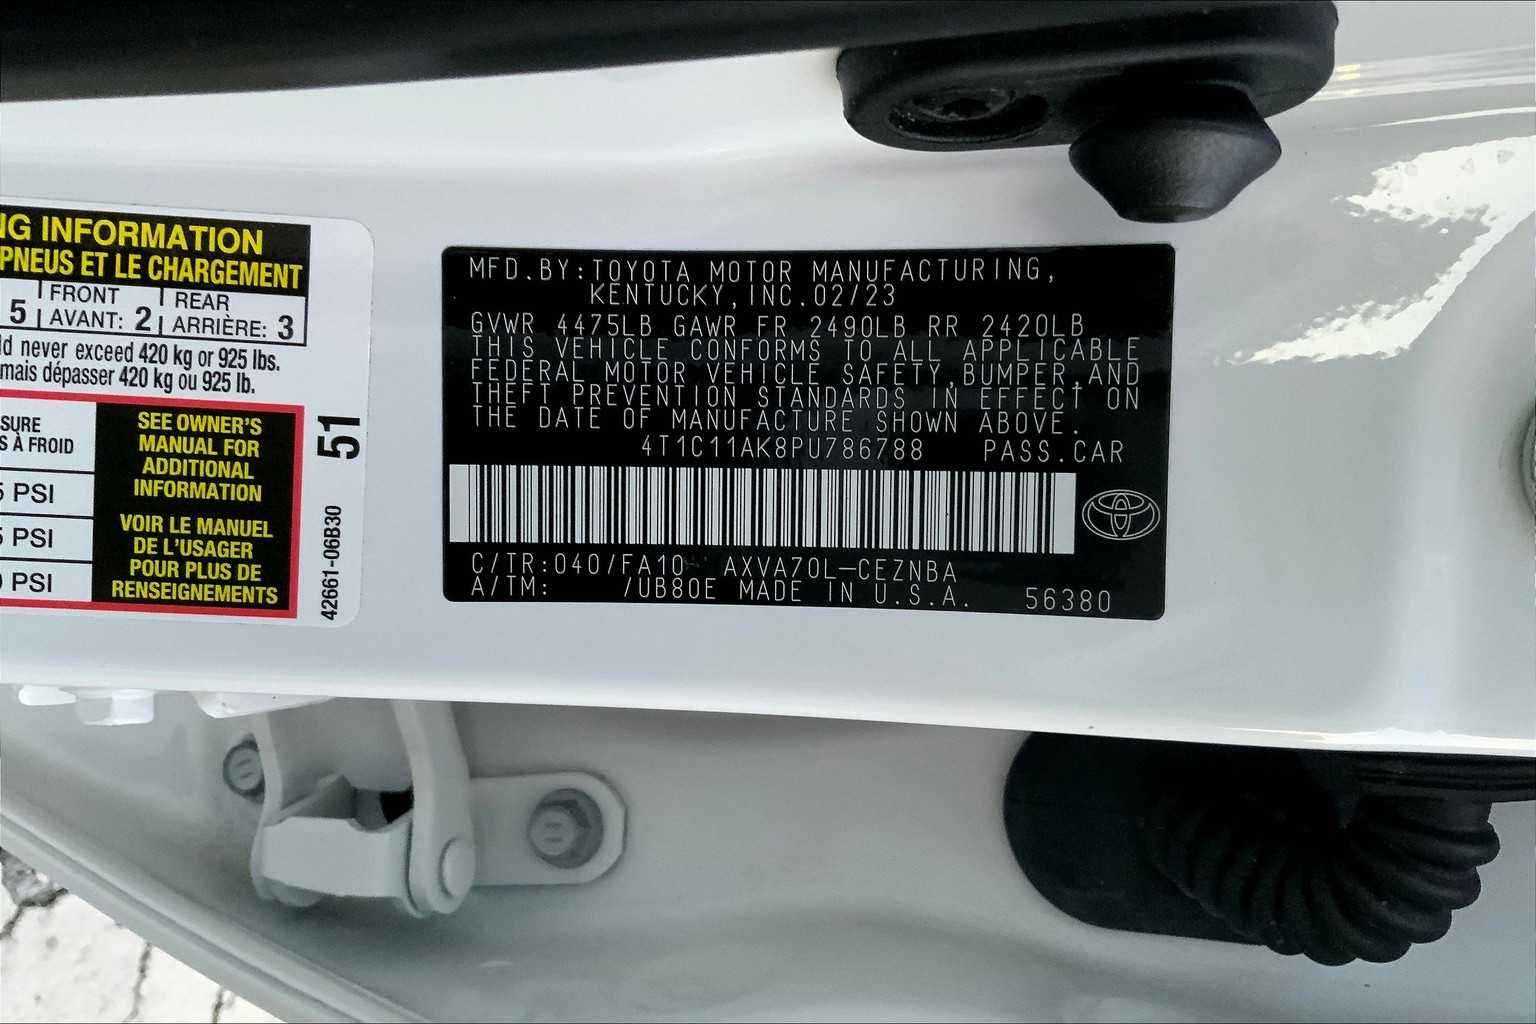 NG INFORMATION
PNEUS ET LE CHARGEMENT
5 FRONT AVANT: 2 REAR ARRIÈRE: 3
never exceed 420 kg or 925 lbs.
mais dépasser 420 kg ou 925 lb.
SURE
À FROID
PSI
PSI
PSI
SEE OWNER'S
MANUAL FOR
ADDITIONAL
INFORMATION
VOIR LE MANUEL
DE L'USAGER
POUR PLUS DE
RENSEIGNEMENTS
51
42661-06B30
MFD.BY:TOYOTA MOTOR MANUFACTURING,
KENTUCKY,INC.02/23
GVWR 4475LB GAWR FR 2490LB RR 2420LB
THIS VEHICLE CONFORMS TO ALL APPLICABLE
FEDERAL MOTOR VEHICLE SAFETY,BUMPER,AND
THEFT PREVENTION STANDARDS IN EFFECT ON
THE DATE OF MANUFACTURE SHOWN ABOVE.
4T1C11AK8PU786788 PASS.CAR
C/TR:040/FA10 AXVA70L-CEZNBA
A/TM: /UB80E MADE IN U.S.A. 56380